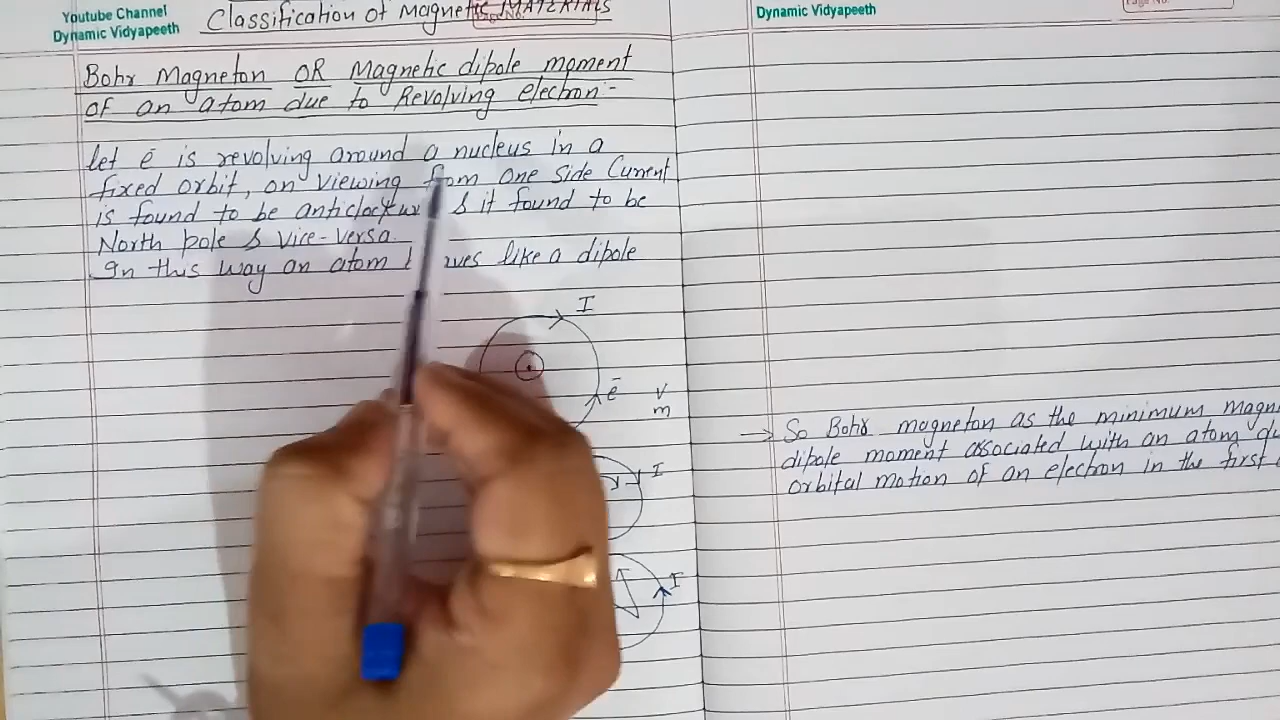 Youtube Channel
Dynamic Vidyapeeth
Classification of Magnetic MATERIALS
Bohr Magneton OR Magnetic dipole moment
of an atom due to Revolving electron:-
Let ē is revolving around a nucleus in a
fixed orbit, on viewing from one side Current
is found to be & it found to be
North pole & Vice-Versa.
In this way an atom like a dipole
I
ē
V
m
I
I
Dynamic Vidyapeeth
Page No.
→ So Bohr magneton as the minimum
dipole moment associated with an atom
orbital motion of an electron in the first